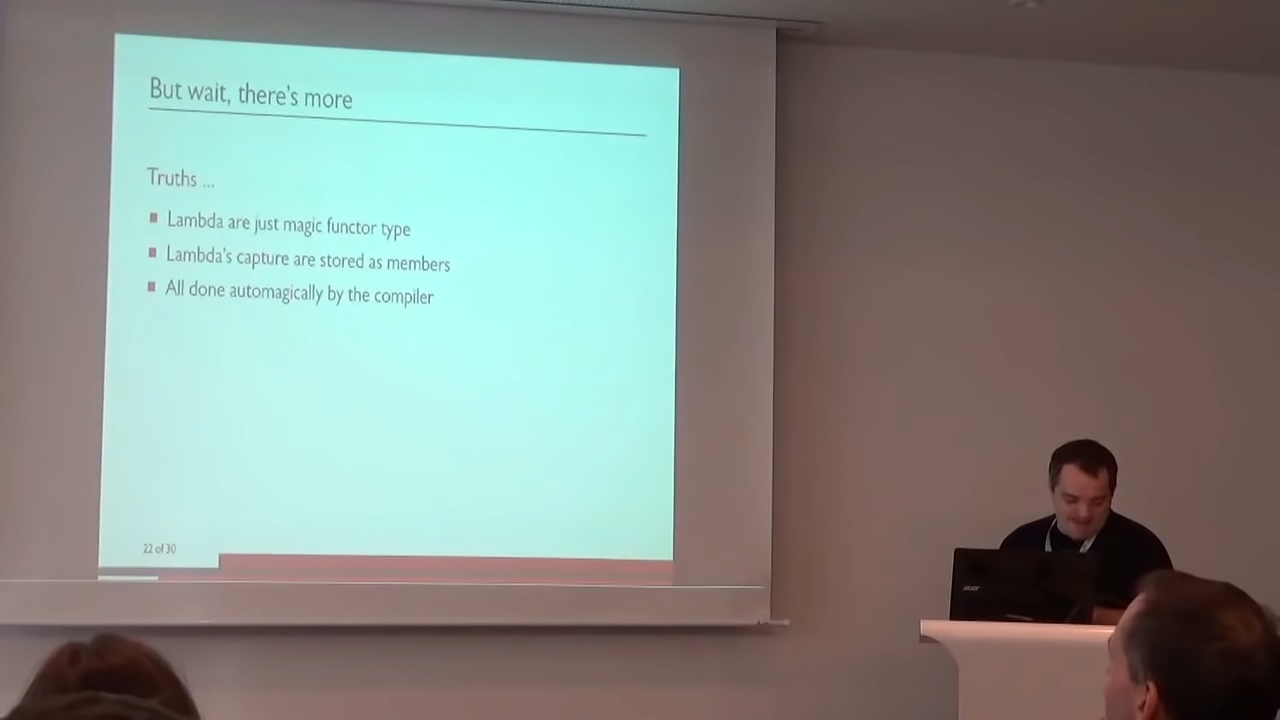 But wait, there's more
Truths ...
Lambda are just magic functor type
Lambda's capture are stored as members
All done automagically by the compiler
22 of 30
acer